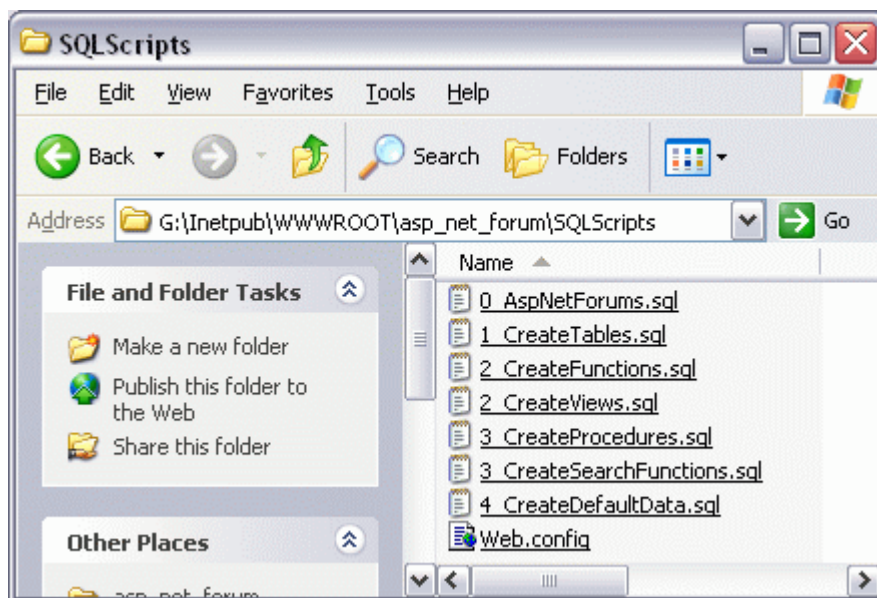 SQLScripts
File Edit View Favorites Tools Help
Back Search Folders
Address G:\Inetpub\WWWROOT\asp_net_forum\SQLScripts Go
Name
File and Folder Tasks
Make a new folder
Publish this folder to
the Web
Share this folder
Other Places
asp_net_forum
0_AspNetForums.sql
1_CreateTables.sql
2_CreateFunctions.sql
2_CreateViews.sql
3_CreateProcedures.sql
3_CreateSearchFunctions.sql
4_CreateDefaultData.sql
Web.config